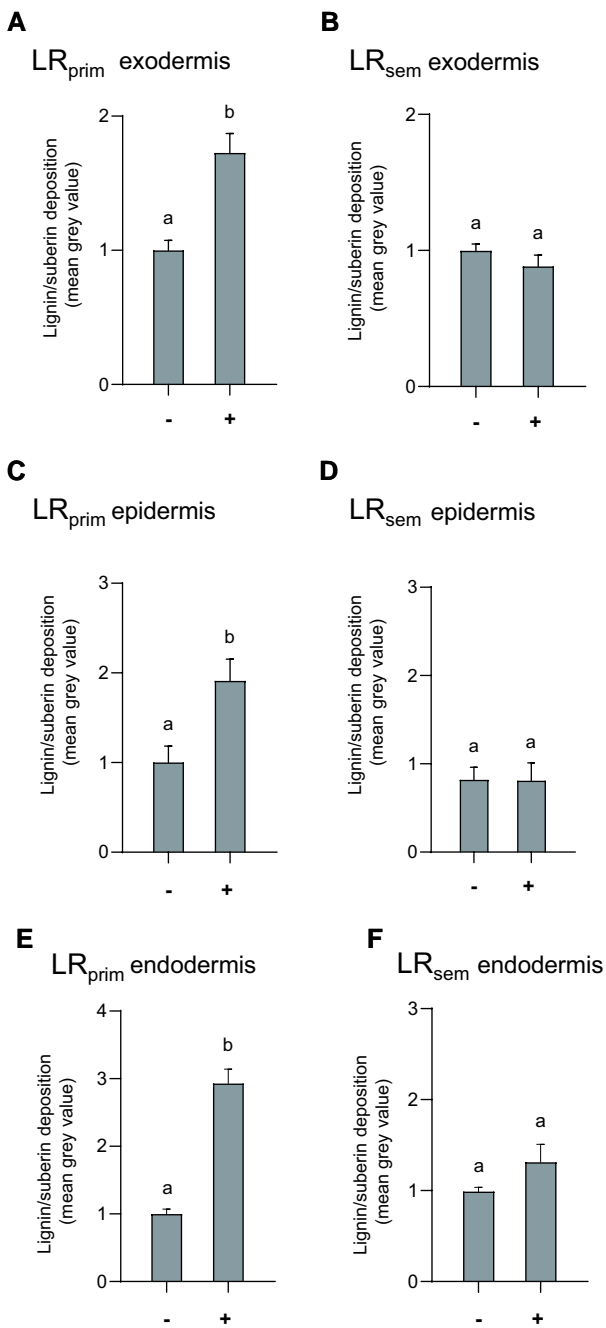 A
LRprim exodermis
Lignin/suberin deposition
(mean grey value)
2
1
0
a
b
- +
B
LRsem exodermis
Lignin/suberin deposition
(mean grey value)
2
1
0
a
a
- +
C
LRprim epidermis
Lignin/suberin deposition
(mean grey value)
3
2
1
0
a
b
- +
D
LRsem epidermis
Lignin/suberin deposition
(mean grey value)
3
2
1
0
a
a
- +
E
LRprim endodermis
Lignin/suberin deposition
(mean grey value)
4
3
2
1
0
a
b
- +
F
LRsem endodermis
Lignin/suberin deposition
(mean grey value)
3
2
1
0
a
a
- +